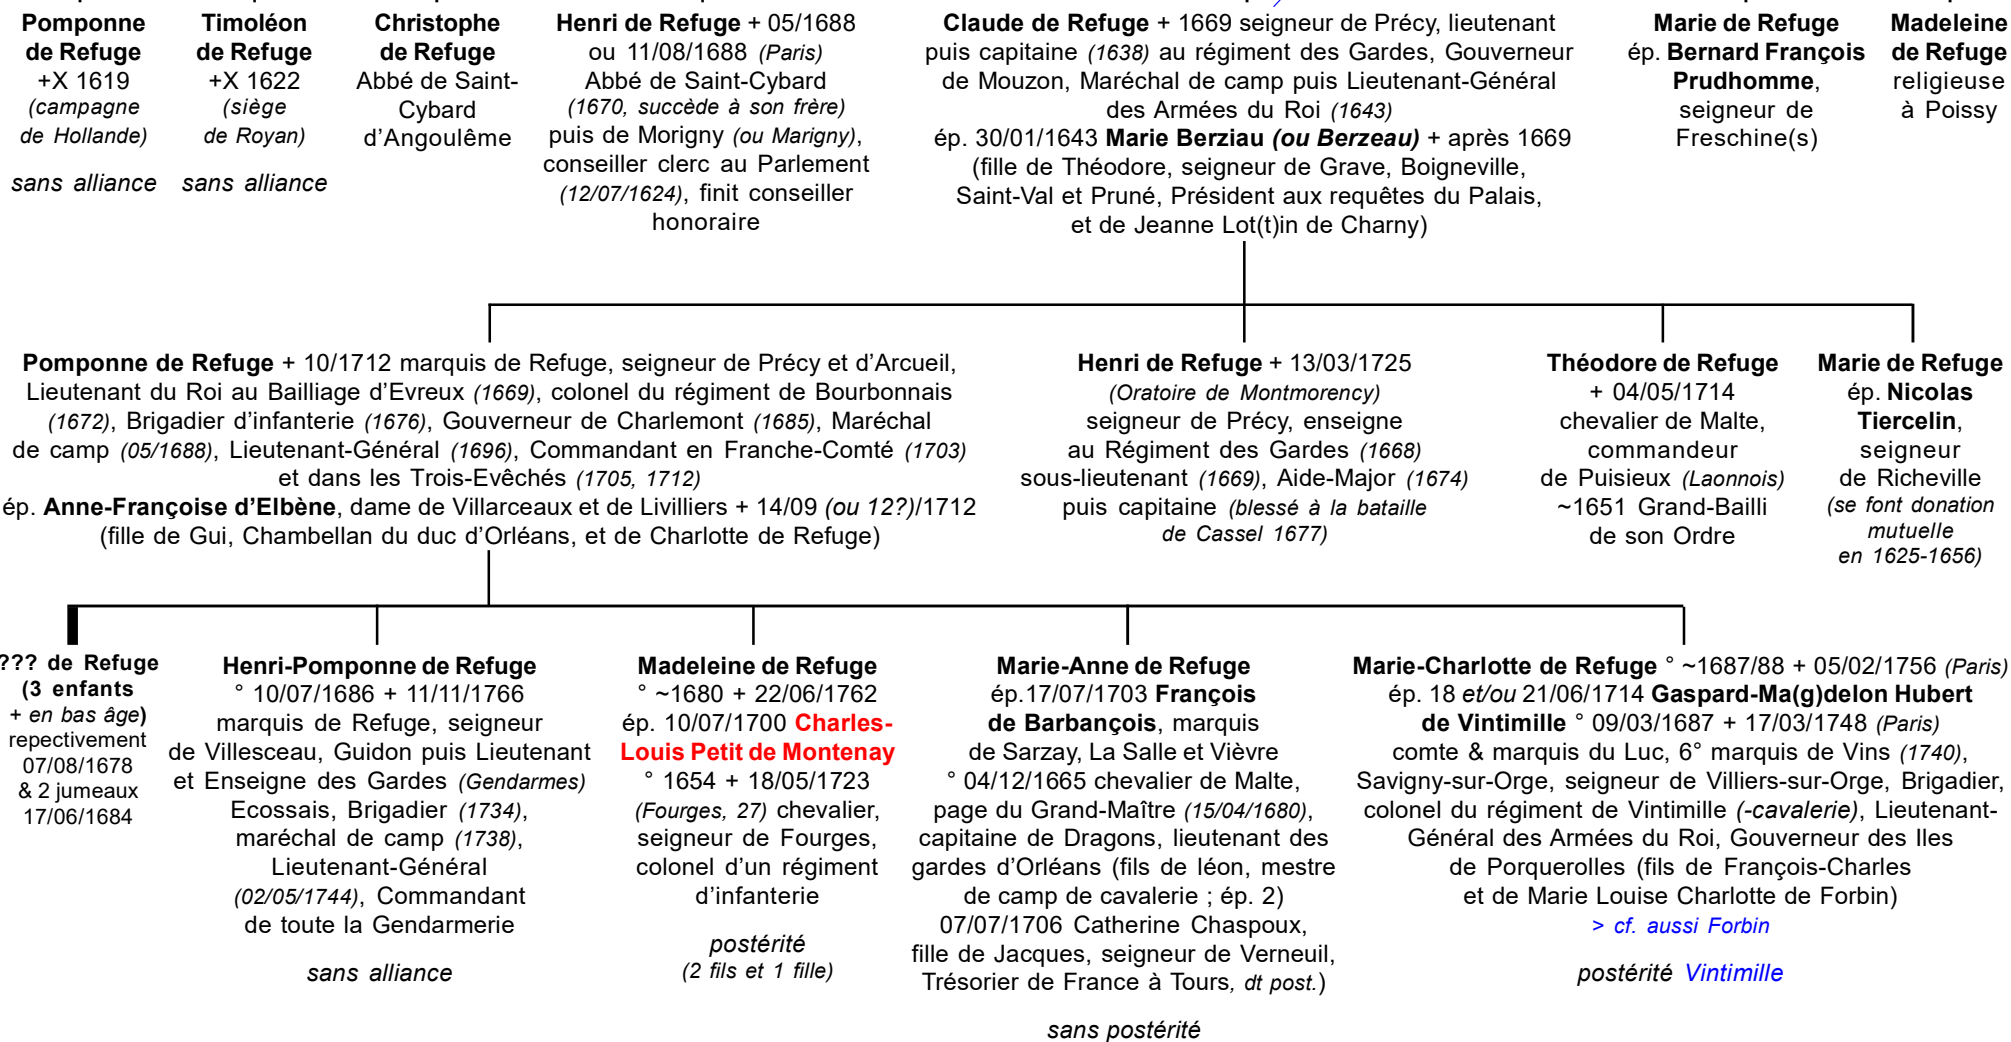 Pomponne
de Refuge
+X 1619
(campagne
de Hollande)
sans alliance
Timoléon
de Refuge
+X 1622
(siège
de Royan)
sans alliance
Christophe
de Refuge
Abbé de Saint-
Cybard
d’Angoulême
Henri de Refuge + 05/1688
ou 11/08/1688 (Paris)
Abbé de Saint-Cybard
(1670, succède à son frère)
puis de Morigny (ou Marigny),
conseiller clerc au Parlement
(12/07/1624), finit conseiller
honoraire
Claude de Refuge + 1669 seigneur de Précy, lieutenant
puis capitaine (1638) au régiment des Gardes, Gouverneur
de Mouzon, Maréchal de camp puis Lieutenant-Général
des Armées du Roi (1643)
ép. 30/01/1643 Marie Berziau (ou Berzeau) + après 1669
(fille de Théodore, seigneur de Grave, Boigneville,
Saint-Val et Pruné, Président aux requêtes du Palais,
et de Jeanne Lot(t)in de Charny)
Marie de Refuge
ép. Bernard François
Prudhomme,
seigneur de
Freschine(s)
Madeleine
de Refuge
religieuse
à Poissy
Pomponne de Refuge + 10/1712 marquis de Refuge, seigneur de Précy et d’Arcueil,
Lieutenant du Roi au Bailliage d’Evreux (1669), colonel du régiment de Bourbonnais
(1672), Brigadier d’infanterie (1676), Gouverneur de Charlemont (1685), Maréchal
de camp (05/1688), Lieutenant-Général (1696), Commandant en Franche-Comté (1703)
et dans les Trois-Evêchés (1705, 1712)
ép. Anne-Françoise d’Elbène, dame de Villarceaux et de Livilliers + 14/09 (ou 12?)/1712
(fille de Gui, Chambellan du duc d’Orléans, et de Charlotte de Refuge)
Henri de Refuge + 13/03/1725
(Oratoire de Montmorency)
seigneur de Précy, enseigne
au Régiment des Gardes (1668)
sous-lieutenant (1669), Aide-Major (1674)
puis capitaine (blessé à la bataille
de Cassel 1677)
Théodore de Refuge
+ 04/05/1714
chevalier de Malte,
commandeur
de Puisieux (Laonnois)
~1651 Grand-Bailli
de son Ordre
Marie de Refuge
ép. Nicolas
Tiercelin,
seigneur
de Richeville
(se font donation
mutuelle
en 1625-1656)
??? de Refuge
(3 enfants
+ en bas âge)
repectivement
07/08/1678
& 2 jumeaux
17/06/1684
Henri-Pomponne de Refuge
° 10/07/1686 + 11/11/1766
marquis de Refuge, seigneur
de Villesceau, Guidon puis Lieutenant
et Enseigne des Gardes (Gendarmes)
Ecossais, Brigadier (1734),
maréchal de camp (1738),
Lieutenant-Général
(02/05/1744), Commandant
de toute la Gendarmerie
sans alliance
Madeleine de Refuge
° ~1680 + 22/06/1762
ép. 10/07/1700 Charles-
Louis Petit de Montenay
° 1654 + 18/05/1723
(Fourges, 27) chevalier,
seigneur de Fourges,
colonel d’un régiment
d’infanterie
postérité
(2 fils et 1 fille)
Marie-Anne de Refuge
ép.17/07/1703 François
de Barbançois, marquis
de Sarzay, La Salle et Vièvre
° 04/12/1665 chevalier de Malte,
page du Grand-Maître (15/04/1680),
capitaine de Dragons, lieutenant des
gardes d’Orléans (fils de léon, mestre
de camp de cavalerie ; ép. 2)
07/07/1706 Catherine Chaspoux,
fille de Jacques, seigneur de Verneuil,
Trésorier de France à Tours, dt post.)
sans postérité
Marie-Charlotte de Refuge ° ~1687/88 + 05/02/1756 (Paris)
ép. 18 et/ou 21/06/1714 Gaspard-Ma(g)delon Hubert
de Vintimille ° 09/03/1687 + 17/03/1748 (Paris)
comte & marquis du Luc, 6° marquis de Vins (1740),
Savigny-sur-Orge, seigneur de Villiers-sur-Orge, Brigadier,
colonel du régiment de Vintimille (-cavalerie), Lieutenant-
Général des Armées du Roi, Gouverneur des Iles
de Porquerolles (fils de François-Charles
et de Marie Louise Charlotte de Forbin)
> cf. aussi Forbin
postérité Vintimille